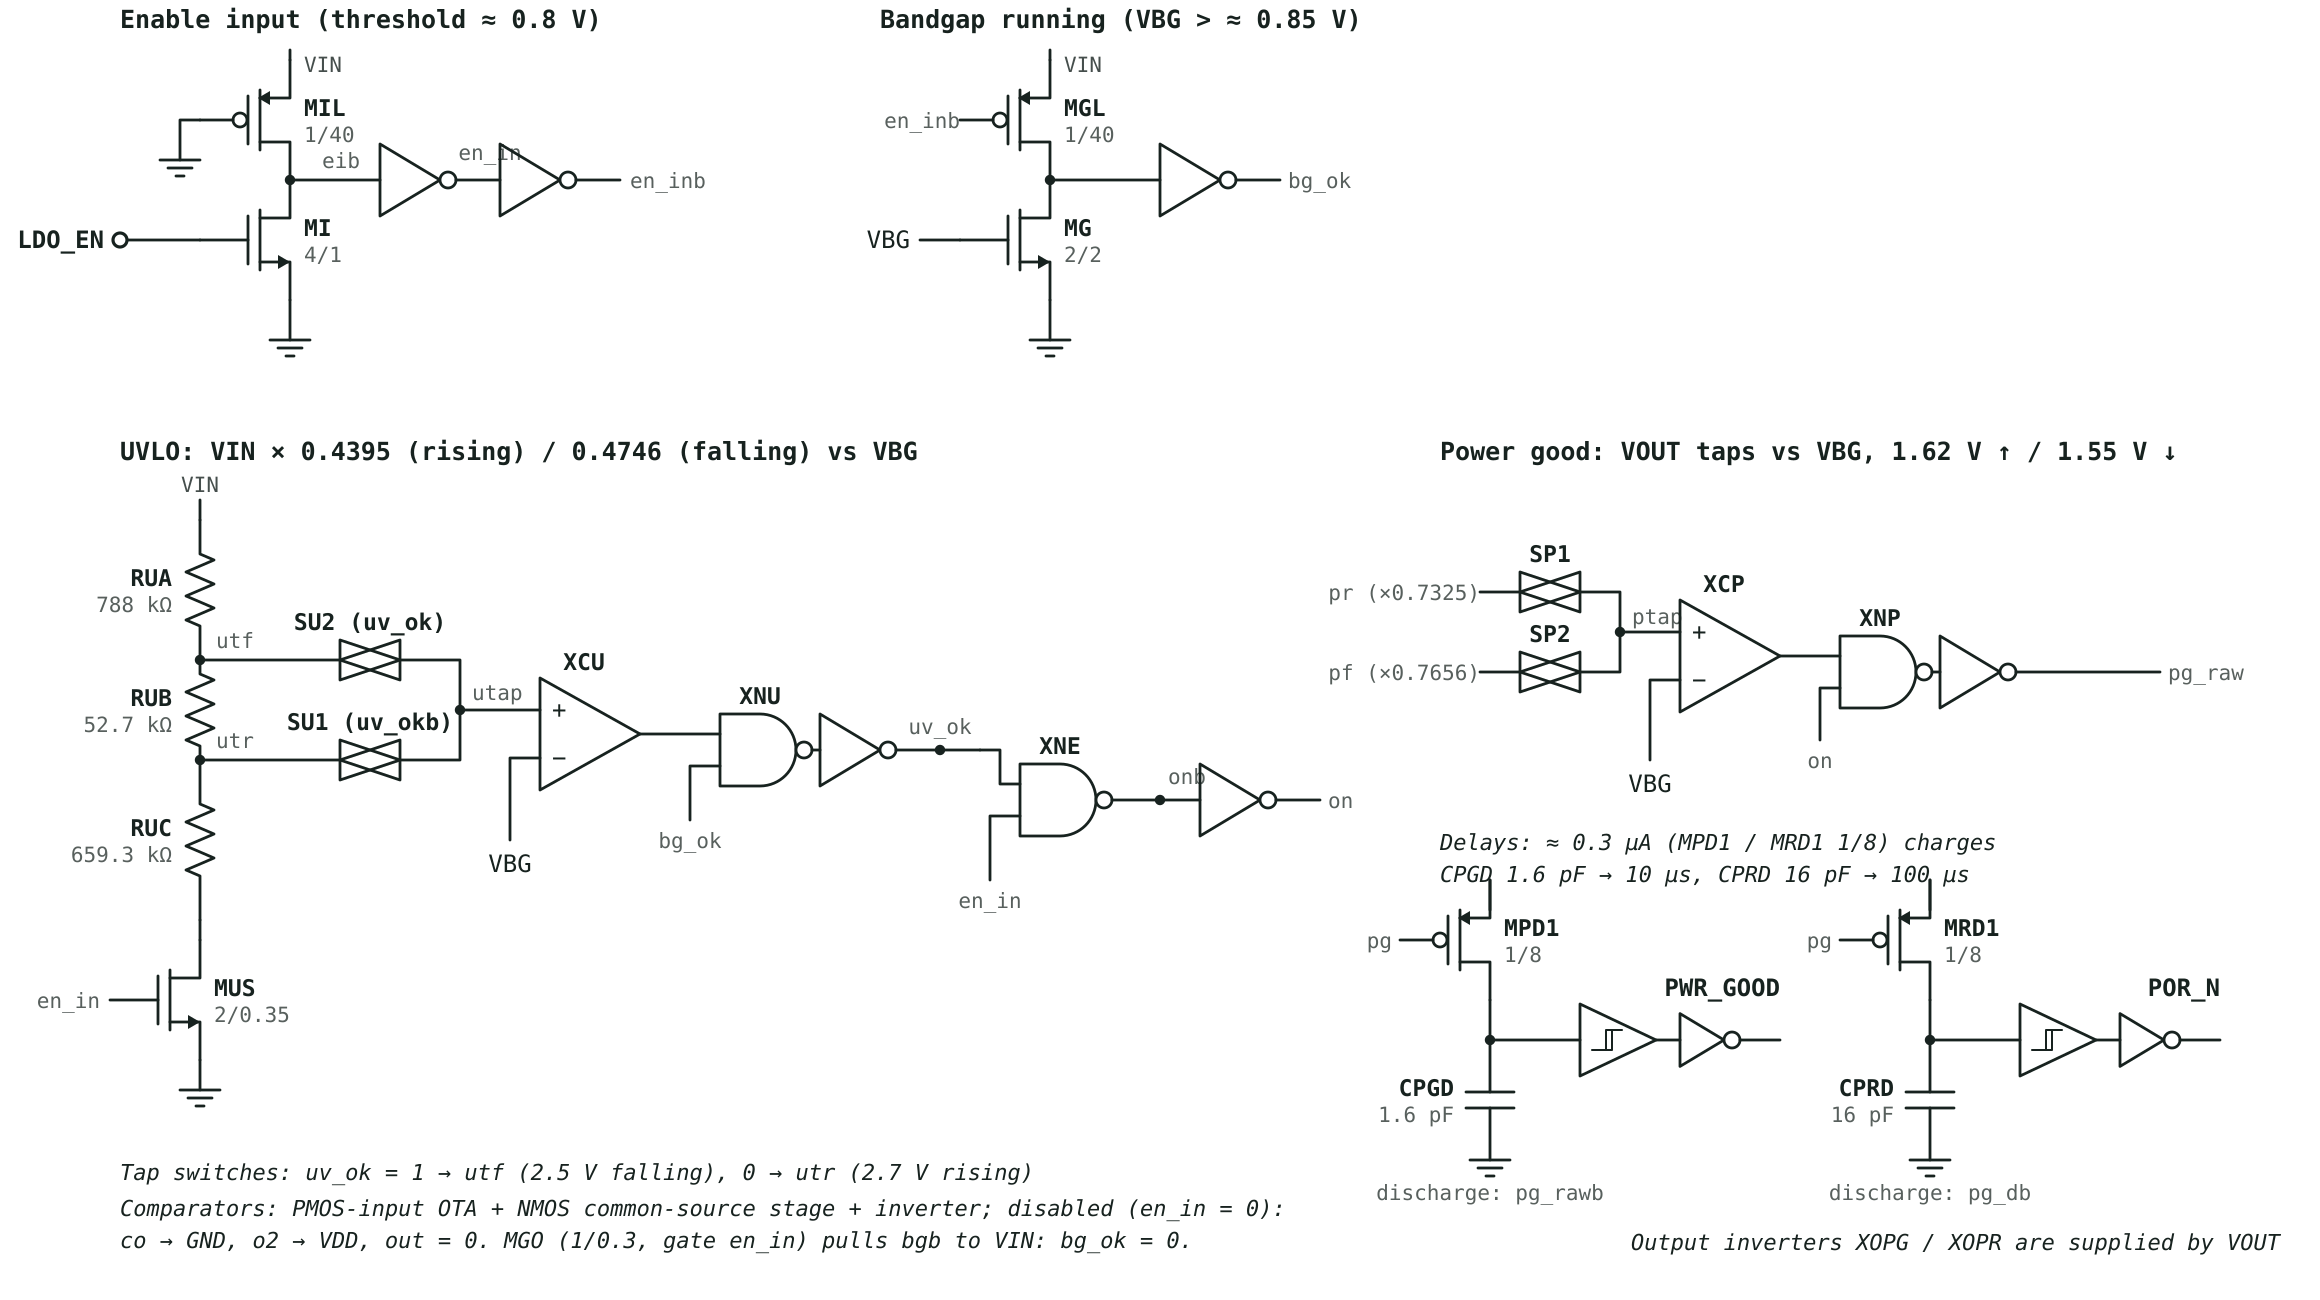 Enable input (threshold ≈ 0.8 V)
VIN
MIL
1/40
eib
en_in
en_inb
LDO_EN
MI
4/1
Bandgap running (VBG > ≈ 0.85 V)
VIN
en_inb
MGL
1/40
bg_ok
VBG
MG
2/2
UVLO: VIN × 0.4395 (rising) / 0.4746 (falling) vs VBG
VIN
RUA
788 kΩ
utf
SU2 (uv_ok)
RUB
52.7 kΩ
utr
SU1 (uv_okb)
utap
XCU
+
−
VBG
XNU
bg_ok
uv_ok
XNE
onb
on
en_in
RUC
659.3 kΩ
en_in
MUS
2/0.35
Tap switches: uv_ok = 1 → utf (2.5 V falling), 0 → utr (2.7 V rising)
Comparators: PMOS-input OTA + NMOS common-source stage + inverter; disabled (en_in = 0):
co → GND, o2 → VDD, out = 0. MGO (1/0.3, gate en_in) pulls bgb to VIN: bg_ok = 0.
Power good: VOUT taps vs VBG, 1.62 V ↑ / 1.55 V ↓
SP1
pr (×0.7325)
SP2
pf (×0.7656)
ptap
XCP
+
−
VBG
XNP
on
pg_raw
Delays: ≈ 0.3 µA (MPD1 / MRD1 1/8) charges
CPGD 1.6 pF → 10 µs, CPRD 16 pF → 100 µs
pg
MPD1
1/8
PWR_GOOD
CPGD
1.6 pF
discharge: pg_rawb
pg
MRD1
1/8
POR_N
CPRD
16 pF
discharge: pg_db
Output inverters XOPG / XOPR are supplied by VOUT